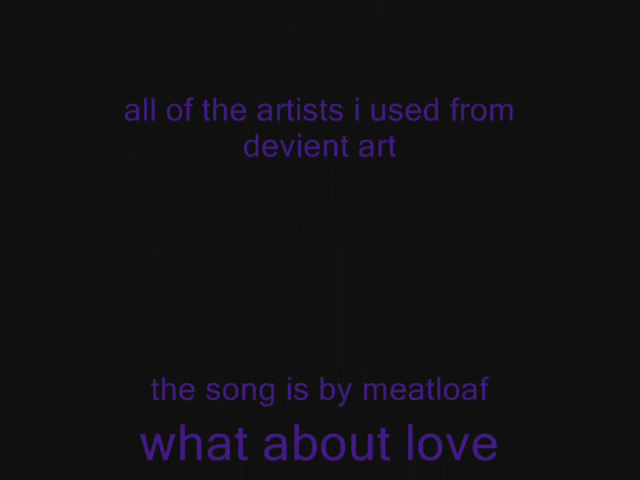 all of the artists i used from
devient art
the song is by meatloaf
what about love